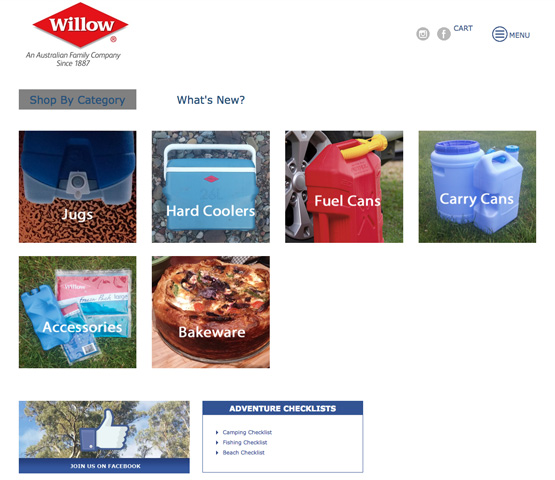 Willow
®
An Australian Family Company
Since 1887
CART
MENU
Shop By Category
What's New?
Jugs
Hard Coolers
Fuel Cans
Carry Cans
Willow
Accessories
Bakeware
JOIN US ON FACEBOOK
ADVENTURE CHECKLISTS
Camping Checklist
Fishing Checklist
Beach Checklist